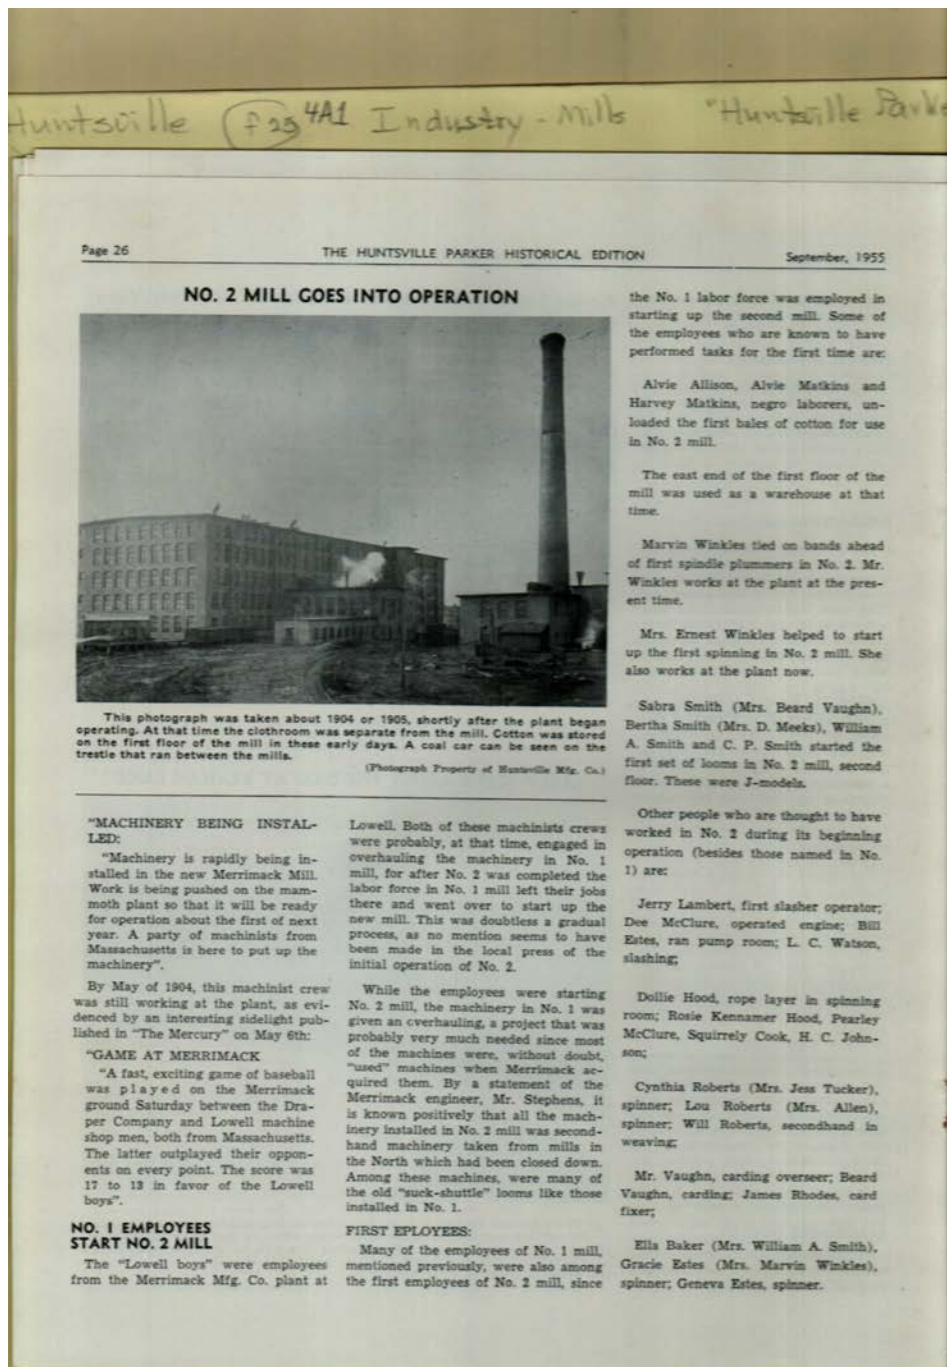 Huntsville f25 4A1 Industry - Mills "Huntsville Parke
Page 26 THE HUNTSVILLE PARKER HISTORICAL EDITION September, 1955
NO. 2 MILL GOES INTO OPERATION
This photograph was taken about 1904 or 1905, shortly after the plant began
operating. At that time the clothroom was separate from the mill. Cotton was stored
on the first floor of the mill in these early days. A coal car can be seen on the
trestle that ran between the mills.
(Photograph Property of Huntsville Mfg. Co.)
"MACHINERY BEING INSTAL-
LED:
"Machinery is rapidly being in-
stalled in the new Merrimack Mill.
Work is being pushed on the mam-
moth plant so that it will be ready
for operation about the first of next
year. A party of machinists from
Massachusetts is here to put up the
machinery".
By May of 1904, this machinist crew
was still working at the plant, as evi-
denced by an interesting sidelight pub-
lished in "The Mercury" on May 6th:
"GAME AT MERRIMACK
"A fast, exciting game of baseball
was played on the Merrimack
ground Saturday between the Dra-
per Company and Lowell machine
shop men, both from Massachusetts.
The latter outplayed their oppon-
ents on every point. The score was
17 to 13 in favor of the Lowell
boys".
NO. 1 EMPLOYEES
START NO. 2 MILL
The "Lowell boys" were employees
from the Merrimack Mfg. Co. plant at
Lowell. Both of these machinists crews
were probably, at that time, engaged in
overhauling the machinery in No. 1
mill, for after No. 2 was completed the
labor force in No. 1 mill left their jobs
there and went over to start up the
new mill. This was doubtless a gradual
process, as no mention seems to have
been made in the local press of the
initial operation of No. 2.
While the employees were starting
No. 2 mill, the machinery in No. 1 was
given an overhauling, a project that was
probably very much needed since most
of the machines were, without doubt,
"used" machines when Merrimack ac-
quired them. By a statement of the
Merrimack engineer, Mr. Stephens, it
is known positively that all the mach-
inery installed in No. 2 mill was second-
hand machinery taken from mills in
the North which had been closed down.
Among these machines, were many of
the old "suck-shuttle" looms like those
installed in No. 1.
FIRST EPLOYEES:
Many of the employees of No. 1 mill,
mentioned previously, were also among
the first employees of No. 2 mill, since
the No. 1 labor force was employed in
starting up the second mill. Some of
the employees who are known to have
performed tasks for the first time are:
Alvie Allison, Alvie Matkins and
Harvey Matkins, negro laborers, un-
loaded the first bales of cotton for use
in No. 2 mill.
The east end of the first floor of the
mill was used as a warehouse at that
time.
Marvin Winkles tied on bands ahead
of first spindle plummers in No. 2. Mr.
Winkles works at the plant at the pres-
ent time.
Mrs. Ernest Winkles helped to start
up the first spinning in No. 2 mill. She
also works at the plant now.
Sabra Smith (Mrs. Beard Vaughn),
Bertha Smith (Mrs. D. Meeks), William
A. Smith and C. P. Smith started the
first set of looms in No. 2 mill, second
floor. These were J-models.
Other people who are thought to have
worked in No. 2 during its beginning
operation (besides those named in No.
1) are:
Jerry Lambert, first slasher operator;
Dee McClure, operated engine; Bill
Estes, ran pump room; L. C. Watson,
slashing;
Dollie Hood, rope layer in spinning
room; Rosie Kennamer Hood, Pearley
McClure, Squirrely Cook, H. C. John-
son;
Cynthia Roberts (Mrs. Jess Tucker),
spinner; Lou Roberts (Mrs. Allen),
spinner; Will Roberts, secondhand in
weaving;
Mr. Vaughn, carding overseer; Beard
Vaughn, carding; James Rhodes, card
fixer;
Ella Baker (Mrs. William A. Smith),
Gracie Estes (Mrs. Marvin Winkles),
spinner; Geneva Estes, spinner.